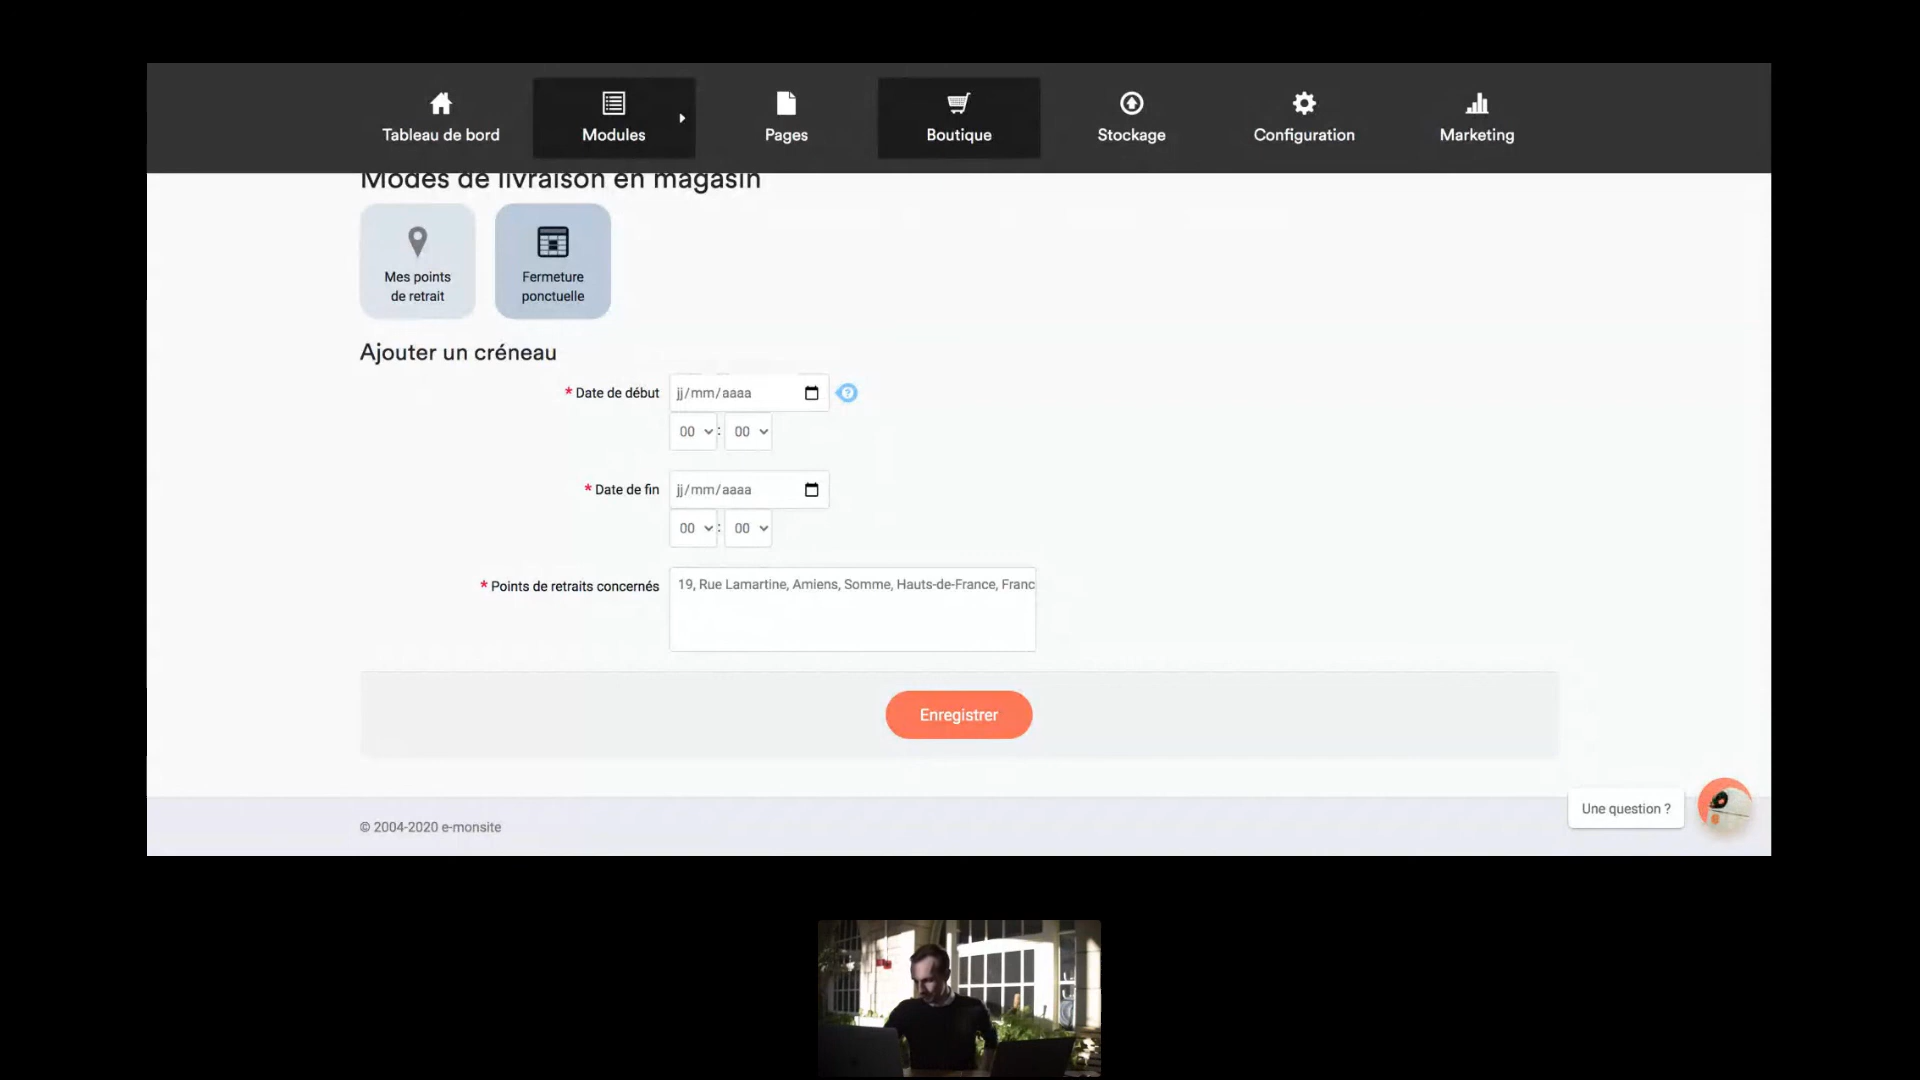 Tableau de bord
Modules
Pages
Boutique
Stockage
Configuration
Marketing
Modes de livraison en magasin
Mes points
de retrait
Fermeture
ponctuelle
Ajouter un créneau
* Date de début
jj/mm/aaaa
?
00 : 00
* Date de fin
jj/mm/aaaa
00 : 00
* Points de retraits concernés
19, Rue Lamartine, Amiens, Somme, Hauts-de-France, Franc
Enregistrer
Une question ?
© 2004-2020 e-monsite